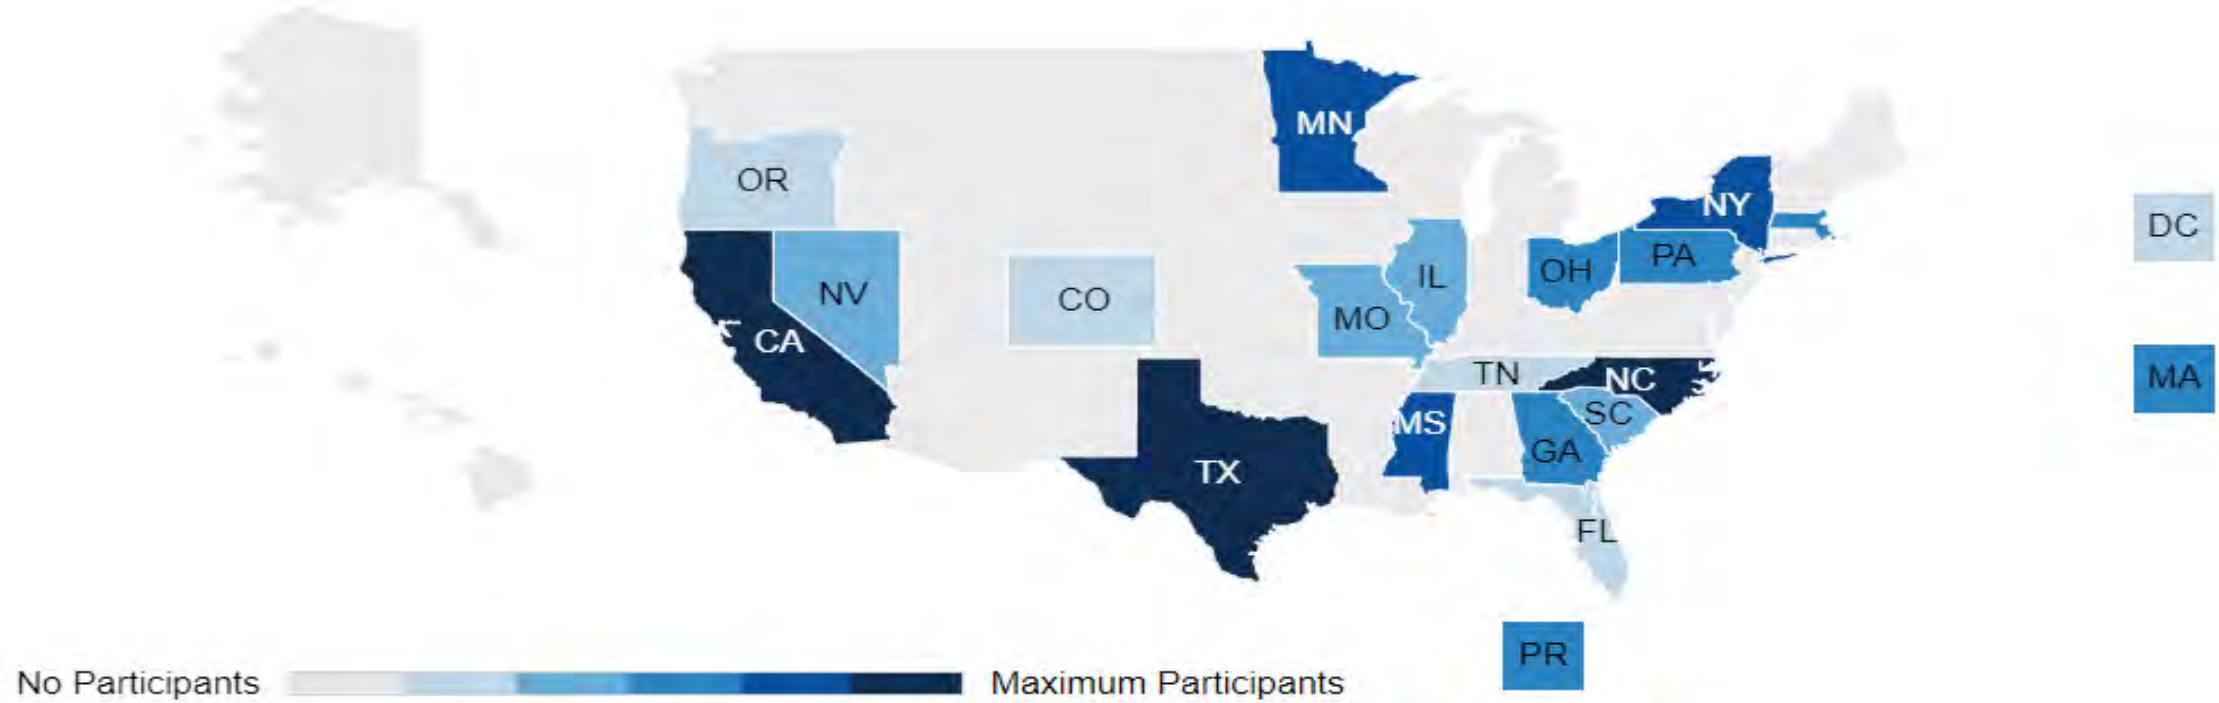 MN
OR
NY
DC
PA
OH
IL
NV
CO
MO
CA
TN
NC
MA
SC
MS
GA
TX
FL
PR
No Participants
Maximum Participants